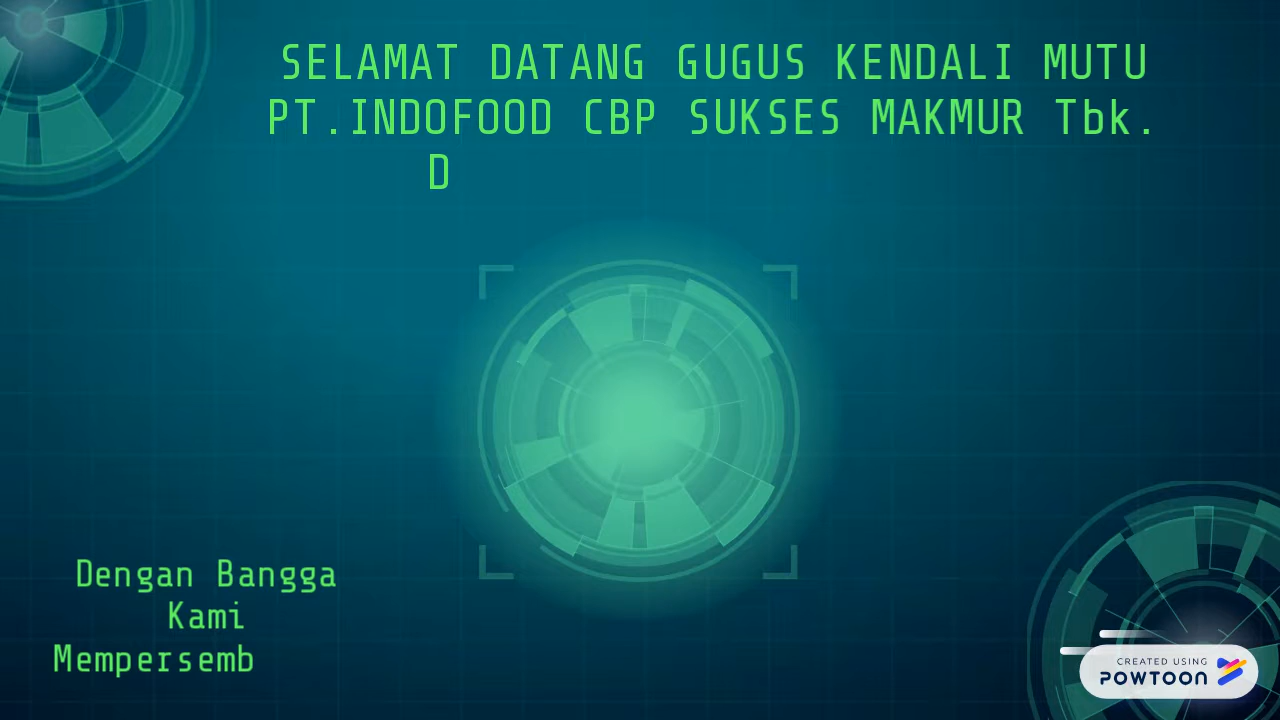 SELAMAT DATANG GUGUS KENDALI MUTU
PT.INDOFOOD CBP SUKSES MAKMUR Tbk.
D
Dengan Bangga
Kami
Mempersemb
CREATED USING
POWTOON